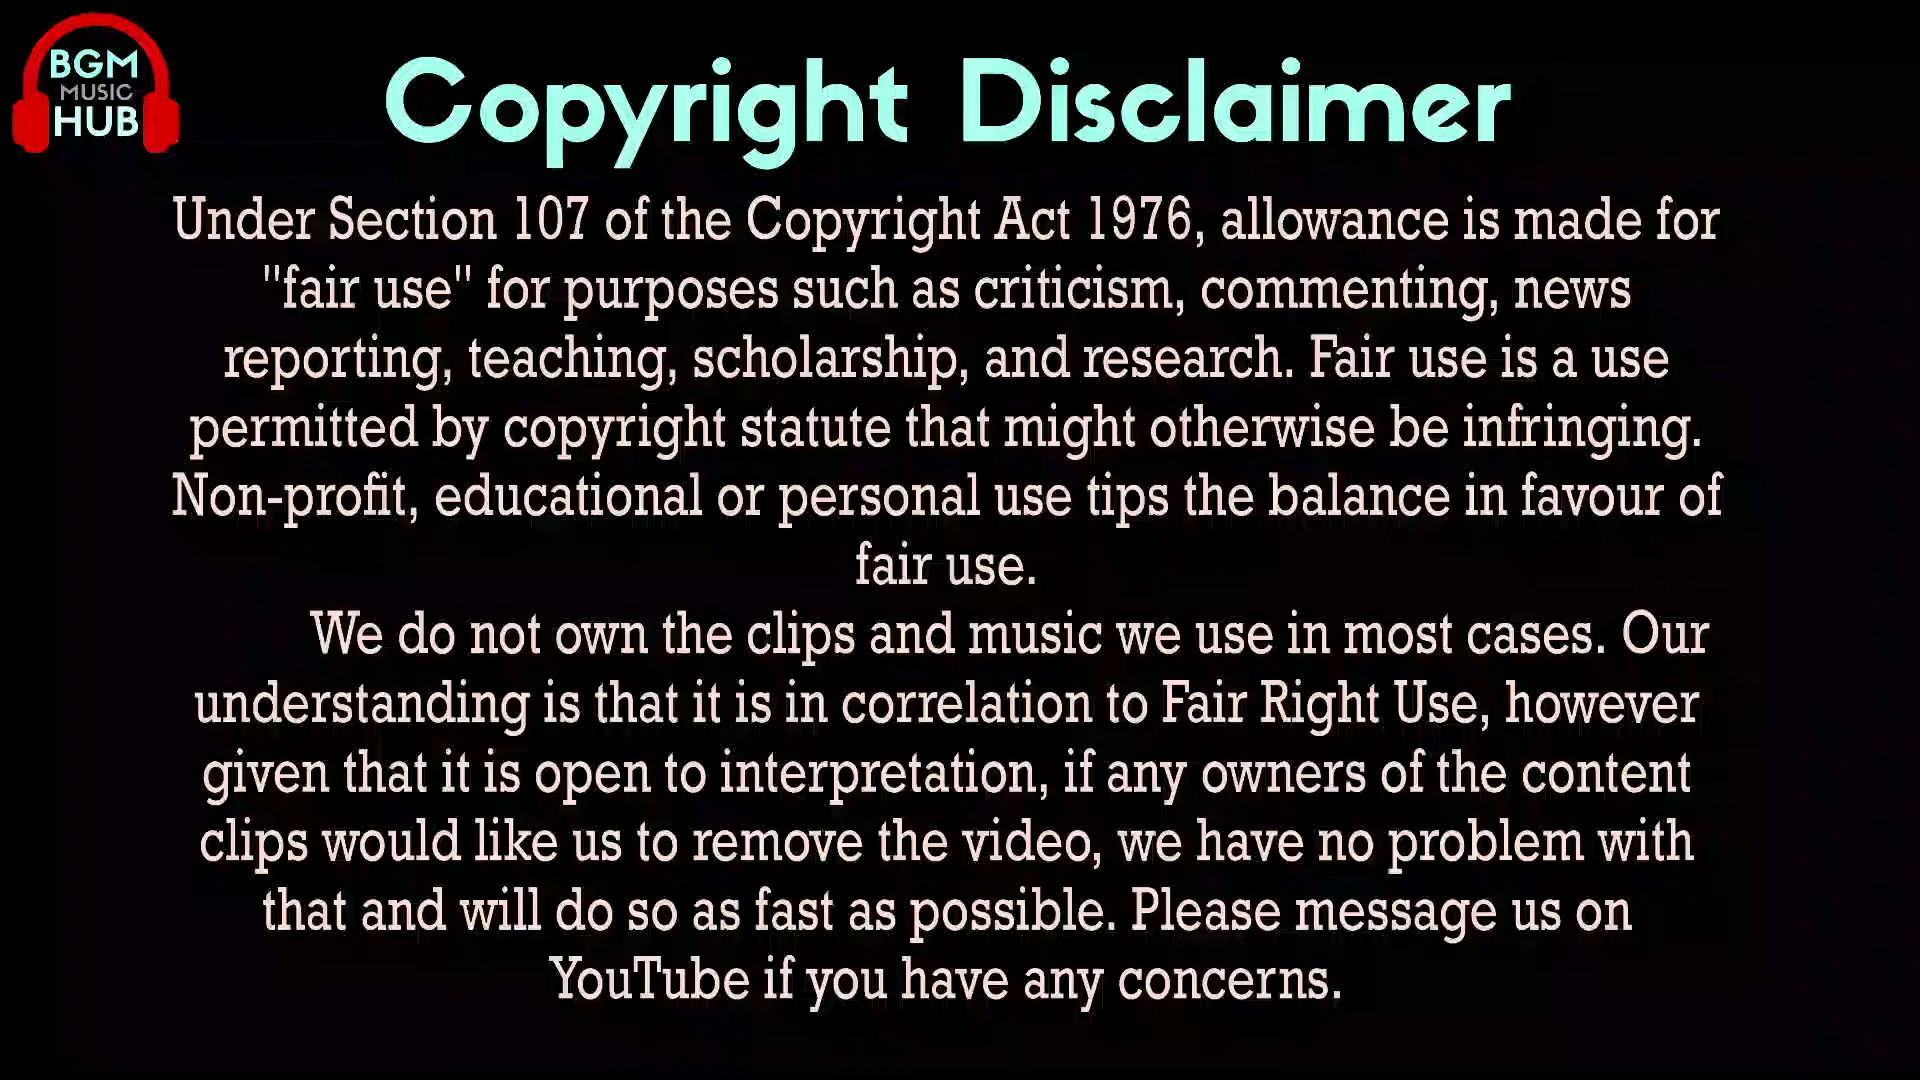 BGM
MUSIC
HUB
Copyright Disclaimer
Under Section 107 of the Copyright Act 1976, allowance is made for
"fair use" for purposes such as criticism, commenting, news
reporting, teaching, scholarship, and research. Fair use is a use
permitted by copyright statute that might otherwise be infringing.
Non-profit, educational or personal use tips the balance in favour of
fair use.
We do not own the clips and music we use in most cases. Our
understanding is that it is in correlation to Fair Right Use, however
given that it is open to interpretation, if any owners of the content
clips would like us to remove the video, we have no problem with
that and will do so as fast as possible. Please message us on
YouTube if you have any concerns.